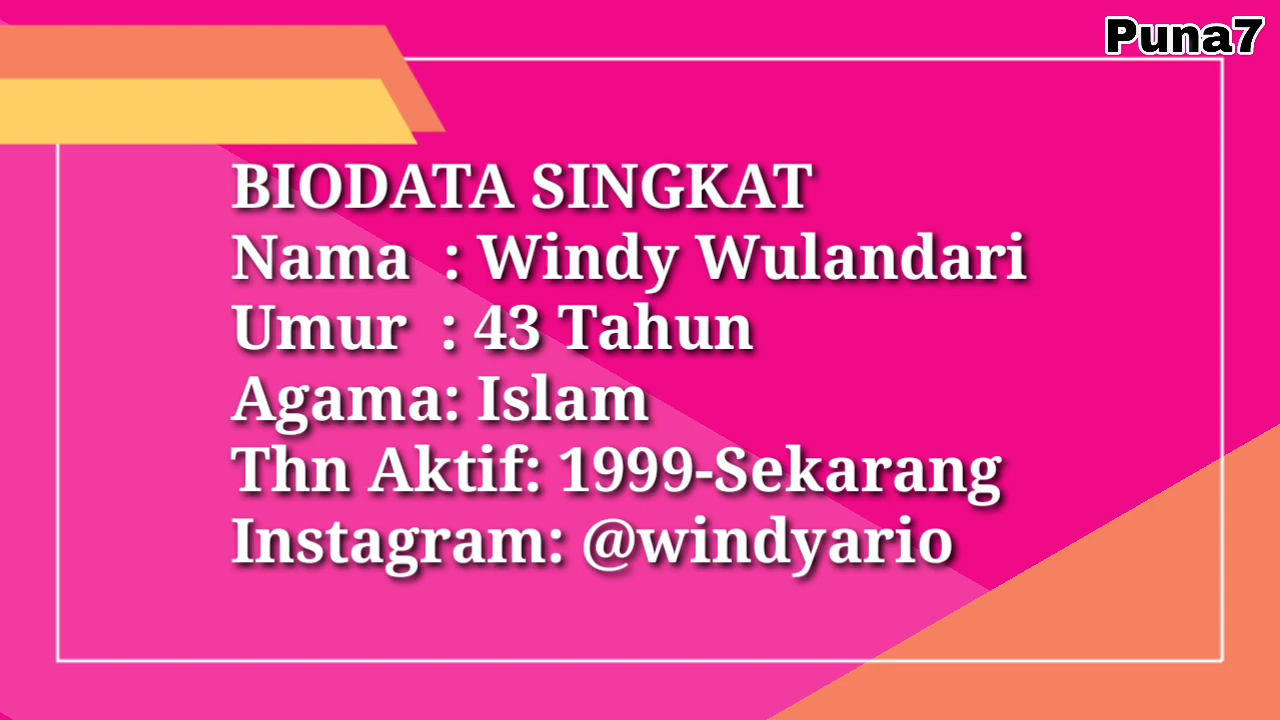 Puna7
BIODATA SINGKAT
Nama : Windy Wulandari
Umur : 43 Tahun
Agama: Islam
Thn Aktif: 1999-Sekarang
Instagram: @windyario